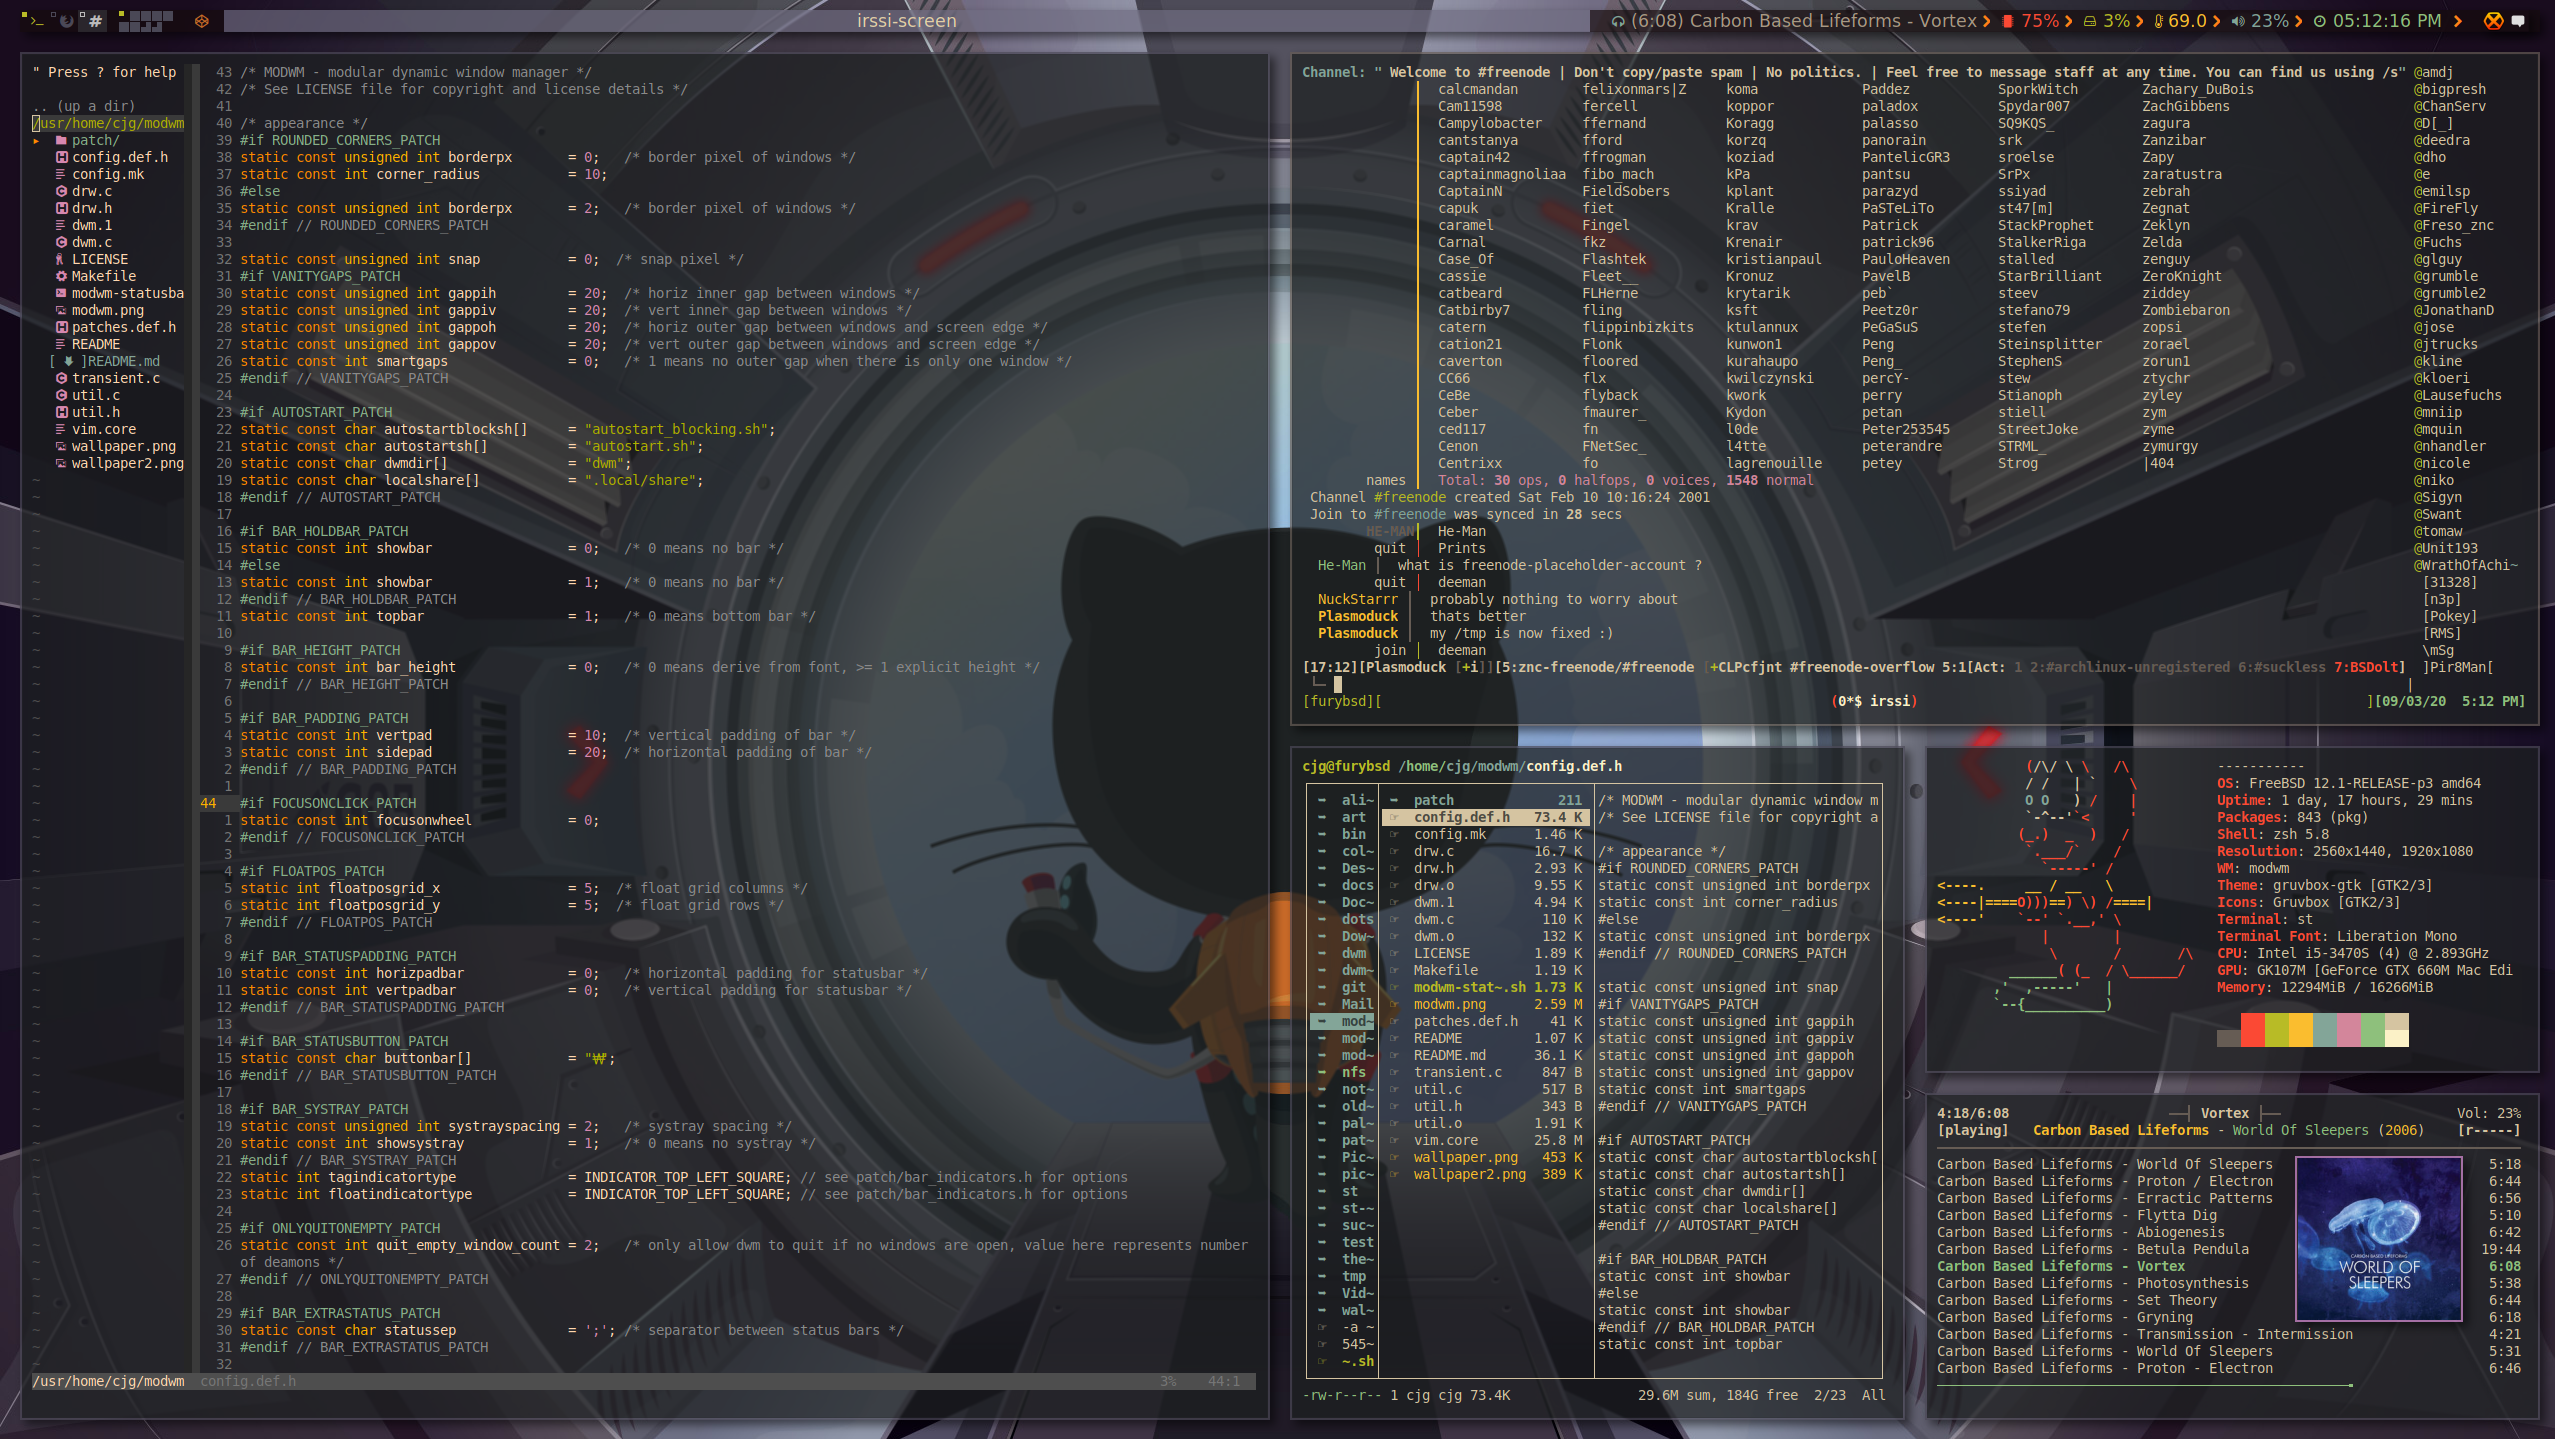 >_ #
irssi-screen
(6:08) Carbon Based Lifeforms - Vortex 75% 3% 69.0 23% 05:12:16 PM
" Press ? for help
.. (up a dir)
/usr/home/cjg/modwm
patch/
config.def.h
config.mk
drw.c
drw.h
dwm.1
dwm.c
LICENSE
Makefile
modwm-statusba
modwm.png
patches.def.h
README
[ ]README.md
transient.c
util.c
util.h
vim.core
wallpaper.png
wallpaper2.png
43 /* MODWM - modular dynamic window manager */
42 /* See LICENSE file for copyright and license details */
41
40 /* appearance */
39 #if ROUNDED_CORNERS_PATCH
38 static const unsigned int borderpx = 0; /* border pixel of windows */
37 static const int corner_radius = 10;
36 #else
35 static const unsigned int borderpx = 2; /* border pixel of windows */
34 #endif // ROUNDED_CORNERS_PATCH
33
32 static const unsigned int snap = 0; /* snap pixel */
31 #if VANITYGAPS_PATCH
30 static const unsigned int gappih = 20; /* horiz inner gap between windows */
29 static const unsigned int gappiv = 20; /* vert inner gap between windows */
28 static const unsigned int gappoh = 20; /* horiz outer gap between windows and screen edge */
27 static const unsigned int gappov = 20; /* vert outer gap between windows and screen edge */
26 static const int smartgaps = 0; /* 1 means no outer gap when there is only one window */
25 #endif // VANITYGAPS_PATCH
24
23 #if AUTOSTART_PATCH
22 static const char autostartblocksh[] = "autostart_blocking.sh";
21 static const char autostartsh[] = "autostart.sh";
20 static const char dwmdir[] = "dwm";
19 static const char localshare[] = ".local/share";
18 #endif // AUTOSTART_PATCH
17
16 #if BAR_HOLDBAR_PATCH
15 static const int showbar = 0; /* 0 means no bar */
14 #else
13 static const int showbar = 1; /* 0 means no bar */
12 #endif // BAR_HOLDBAR_PATCH
11 static const int topbar = 1; /* 0 means bottom bar */
10
9 #if BAR_HEIGHT_PATCH
8 static const int bar_height = 0; /* 0 means derive from font, >= 1 explicit height */
7 #endif // BAR_HEIGHT_PATCH
6
5 #if BAR_PADDING_PATCH
4 static const int vertpad = 10; /* vertical padding of bar */
3 static const int sidepad = 20; /* horizontal padding of bar */
2 #endif // BAR_PADDING_PATCH
1
44 #if FOCUSONCLICK_PATCH
1 static const int focusonwheel = 0;
2 #endif // FOCUSONCLICK_PATCH
3
4 #if FLOATPOS_PATCH
5 static int floatposgrid_x = 5; /* float grid columns */
6 static int floatposgrid_y = 5; /* float grid rows */
7 #endif // FLOATPOS_PATCH
8
9 #if BAR_STATUSPADDING_PATCH
10 static const int horizpadbar = 0; /* horizontal padding for statusbar */
11 static const int vertpadbar = 0; /* vertical padding for statusbar */
12 #endif // BAR_STATUSPADDING_PATCH
13
14 #if BAR_STATUSBUTTON_PATCH
15 static const char buttonbar[] = "₩";
16 #endif // BAR_STATUSBUTTON_PATCH
17
18 #if BAR_SYSTRAY_PATCH
19 static const unsigned int systrayspacing = 2; /* systray spacing */
20 static const int showsystray = 1; /* 0 means no systray */
21 #endif // BAR_SYSTRAY_PATCH
22 static int tagindicatortype = INDICATOR_TOP_LEFT_SQUARE; // see patch/bar_indicators.h for options
23 static int floatindicatortype = INDICATOR_TOP_LEFT_SQUARE; // see patch/bar_indicators.h for options
24
25 #if ONLYQUITONEMPTY_PATCH
26 static const int quit_empty_window_count = 2; /* only allow dwm to quit if no windows are open, value here represents number
of deamons */
27 #endif // ONLYQUITONEMPTY_PATCH
28
29 #if BAR_EXTRASTATUS_PATCH
30 static const char statussep = ';'; /* separator between status bars */
31 #endif // BAR_EXTRASTATUS_PATCH
32
/usr/home/cjg/modwm config.def.h 3% 44:1
Channel: " Welcome to #freenode | Don't copy/paste spam | No politics. | Feel free to message staff at any time. You can find us using /s" @amdj
calcmandan felixonmars|Z koma Paddez SporkWitch Zachary_DuBois @bigpresh
Cam11598 fercell koppor paladox Spydar007 ZachGibbens @ChanServ
Campylobacter ffernand Koragg palasso SQ9KQS_ zagura @D[_]
cantstanya fford korzq panorain srk Zanzibar @deedra
captain42 ffrogman koziad PantelicGR3 sroelse Zapy @dho
captainmagnoliaa fibo_mach kPa pantsu SrPx zaratustra @e
CaptainN FieldSobers kplant parazyd ssiyad zebrah @emilsp
capuk fiet Kralle PaSTeLiTo st47[m] Zegnat @FireFly
caramel Fingel krav Patrick StackProphet Zeklyn @Freso_znc
Carnal fkz Krenair patrick96 StalkerRiga Zelda @Fuchs
Case_Of Flashtek kristianpaul PauloHeaven stalled zenguy @glguy
cassie Fleet__ Kronuz PavelB StarBrilliant ZeroKnight @grumble
catbeard FLHerne krytarik peb` steev ziddey @grumble2
Catbirby7 fling ksft Peetz0r stefano79 Zombiebaron @JonathanD
catern flippinbizkits ktulannux PeGaSuS stefen zopsi @jose
cation21 Flonk kunwon1 Peng Steinsplitter zorael @jtrucks
caverton floored kurahaupo Peng_ StephenS zorun1 @kline
CC66 flx kwilczynski percY- stew ztychr @kloeri
CeBe flyback kwork perry Stianoph zyley @Lausefuchs
Ceber fmaurer_ Kydon petan stiell zym @mniip
ced117 fn l0de Peter253545 StreetJoke zyme @mquin
Cenon FNetSec_ l4tte peterandre STRML_ zymurgy @nhandler
Centrixx fo lagrenouille petey Strog |404 @nicole
names Total: 30 ops, 0 halfops, 0 voices, 1548 normal @niko
Channel #freenode created Sat Feb 10 10:16:24 2001 @Sigyn
Join to #freenode was synced in 28 secs @Swant
HE-MAN He-Man @tomaw
quit Prints @Unit193
He-Man what is freenode-placeholder-account ? @WrathOfAchi~
quit deeman [31328]
NuckStarrr probably nothing to worry about [n3p]
Plasmoduck thats better [Pokey]
Plasmoduck my /tmp is now fixed :) [RMS]
join deeman \mSg
[17:12][Plasmoduck [+i]][5:znc-freenode/#freenode [+CLPcfjnt #freenode-overflow 5:1[Act: 1 2:#archlinux-unregistered 6:#suckless 7:BSDolt] ]Pir8Man[
[furybsd][ (0*$ irssi) ][09/03/20 5:12 PM]
cjg@furybsd /home/cjg/modwm/config.def.h
ali~ patch 211 /* MODWM - modular dynamic window m
art config.def.h 73.4 K /* See LICENSE file for copyright a
bin config.mk 1.46 K
col~ drw.c 16.7 K /* appearance */
Des~ drw.h 2.93 K #if ROUNDED_CORNERS_PATCH
docs drw.o 9.55 K static const unsigned int borderpx
Doc~ dwm.1 4.94 K static const int corner_radius
dots dwm.c 110 K #else
Dow~ dwm.o 132 K static const unsigned int borderpx
dwm LICENSE 1.89 K #endif // ROUNDED_CORNERS_PATCH
dwm~ Makefile 1.19 K
git modwm-stat~.sh 1.73 K static const unsigned int snap
Mail modwm.png 2.59 M #if VANITYGAPS_PATCH
mod~ patches.def.h 41 K static const unsigned int gappih
mod~ README 1.07 K static const unsigned int gappiv
mod~ README.md 36.1 K static const unsigned int gappoh
nfs transient.c 847 B static const unsigned int gappov
not~ util.c 517 B static const int smartgaps
old~ util.h 343 B #endif // VANITYGAPS_PATCH
pal~ util.o 1.91 K
pat~ vim.core 25.8 M #if AUTOSTART_PATCH
Pic~ wallpaper.png 453 K static const char autostartblocksh[
pic~ wallpaper2.png 389 K static const char autostartsh[]
st static const char dwmdir[]
st-~ static const char localshare[]
suc~ #endif // AUTOSTART_PATCH
test
the~ #if BAR_HOLDBAR_PATCH
tmp static const int showbar
Vid~ #else
wal~ static const int showbar
-a ~ #endif // BAR_HOLDBAR_PATCH
545~ static const int topbar
~.sh
-rw-r--r-- 1 cjg cjg 73.4K 29.6M sum, 184G free 2/23 All
-----------
OS: FreeBSD 12.1-RELEASE-p3 amd64
Uptime: 1 day, 17 hours, 29 mins
Packages: 843 (pkg)
Shell: zsh 5.8
Resolution: 2560x1440, 1920x1080
WM: modwm
Theme: gruvbox-gtk [GTK2/3]
Icons: Gruvbox [GTK2/3]
Terminal: st
Terminal Font: Liberation Mono
CPU: Intel i5-3470S (4) @ 2.893GHz
GPU: GK107M [GeForce GTX 660M Mac Edi
Memory: 12294MiB / 16266MiB
4:18/6:08 Vortex Vol: 23%
[playing] Carbon Based Lifeforms - World Of Sleepers (2006) [r-----]
Carbon Based Lifeforms - World Of Sleepers 5:18
Carbon Based Lifeforms - Proton / Electron 6:44
Carbon Based Lifeforms - Erractic Patterns 6:56
Carbon Based Lifeforms - Flytta Dig 5:10
Carbon Based Lifeforms - Abiogenesis 6:42
Carbon Based Lifeforms - Betula Pendula 19:44
Carbon Based Lifeforms - Vortex 6:08
Carbon Based Lifeforms - Photosynthesis 5:38
Carbon Based Lifeforms - Set Theory 6:44
Carbon Based Lifeforms - Gryning 6:18
Carbon Based Lifeforms - Transmission - Intermission 4:21
Carbon Based Lifeforms - World Of Sleepers 5:31
Carbon Based Lifeforms - Proton - Electron 6:46
CARBON BASED LIFEFORMS
WORLD OF
SLEEPERS